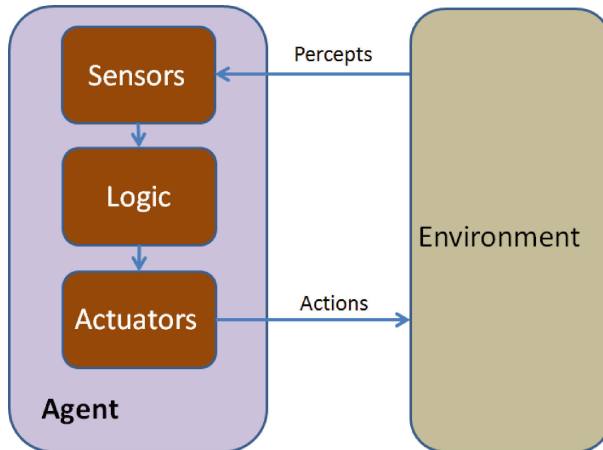 Sensors
Percepts
Logic
Environment
Actuators
Actions
Agent